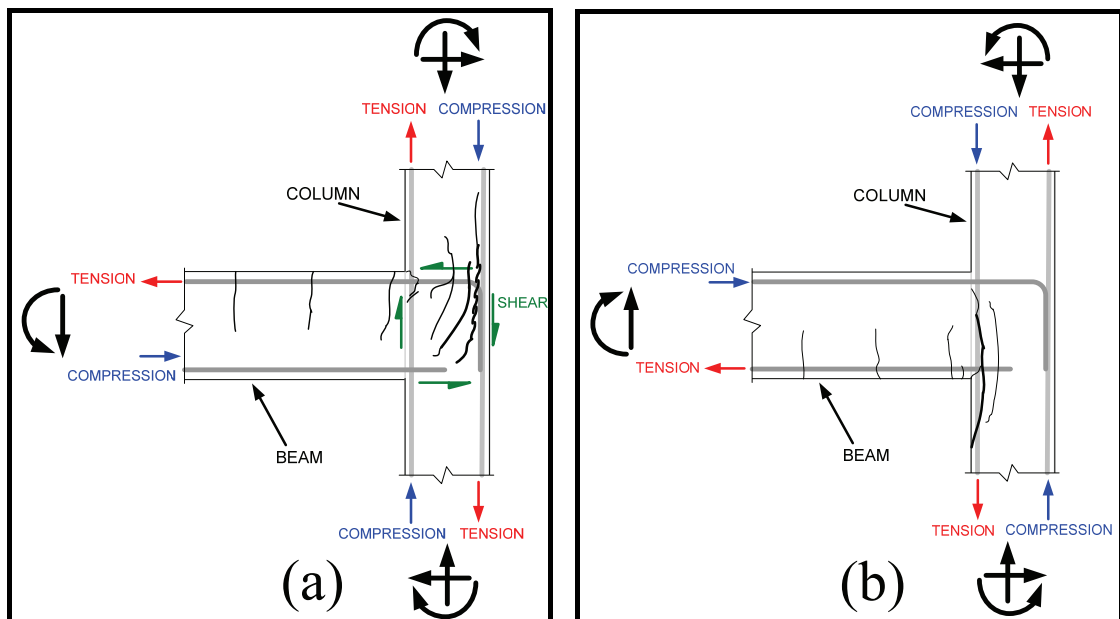 TENSION COMPRESSION
COLUMN
TENSION
SHEAR
COMPRESSION
BEAM
COMPRESSION TENSION
(a)
COMPRESSION TENSION
COLUMN
COMPRESSION
TENSION
BEAM
TENSION COMPRESSION
(b)